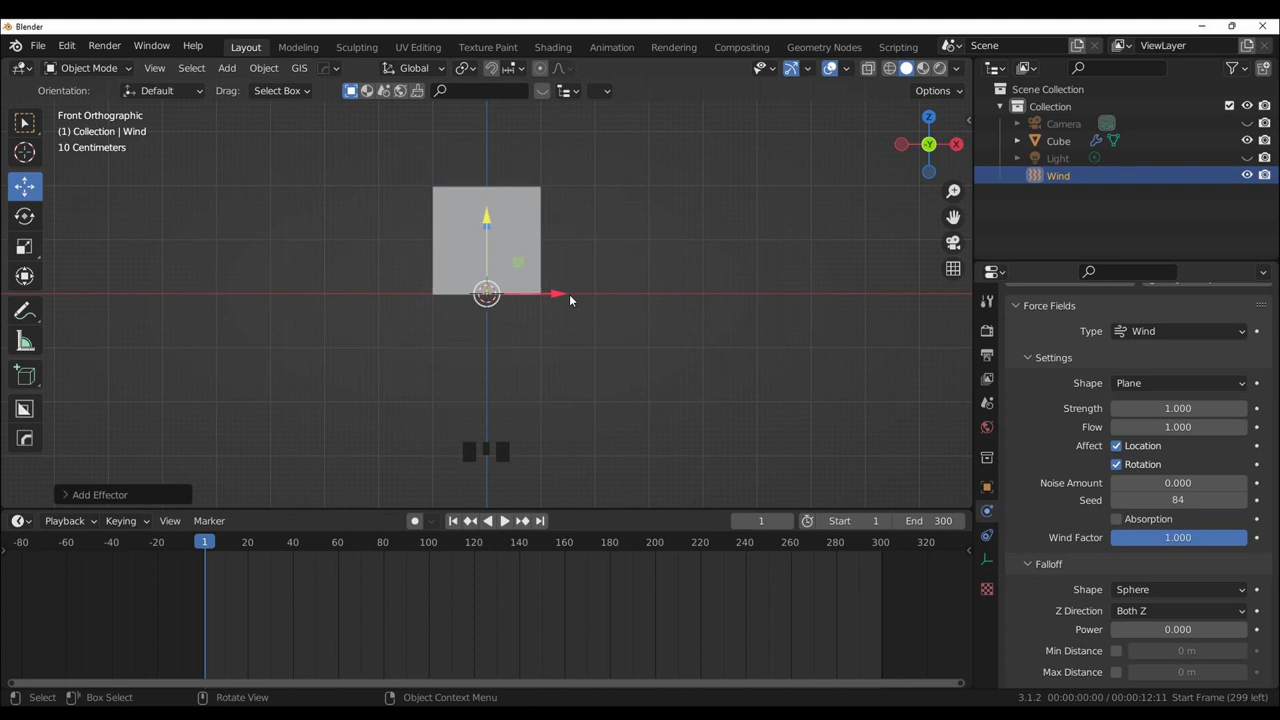 Blender
File Edit Render Window Help Layout Modeling Sculpting UV Editing Texture Paint Shading Animation Rendering Compositing Geometry Nodes Scripting Scene ViewLayer
Object Mode View Select Add Object GIS Global
Orientation: Default Drag: Select Box Options
Front Orthographic
(1) Collection | Wind
10 Centimeters
Z
-Y
X
Add Effector
Scene Collection
Collection
Camera
Cube
Light
Wind
Force Fields
Type Wind
Settings
Shape Plane
Strength 1.000
Flow 1.000
Affect Location
Rotation
Noise Amount 0.000
Seed 84
Absorption
Wind Factor 1.000
Falloff
Shape Sphere
Z Direction Both Z
Power 0.000
Min Distance 0 m
Max Distance 0 m
Playback Keying View Marker 1 Start 1 End 300
-80 -60 -40 -20 1 20 40 60 80 100 120 140 160 180 200 220 240 260 280 300 320
Select Box Select Rotate View Object Context Menu 3.1.2 00:00:00:00 / 00:00:12:11 Start Frame (299 left)